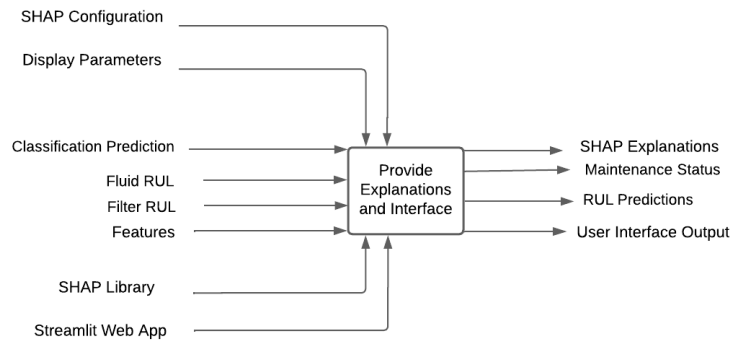 SHAP Configuration
Display Parameters
Classification Prediction
Fluid RUL
Filter RUL
Features
SHAP Library
Streamlit Web App
Provide
Explanations
and Interface
SHAP Explanations
Maintenance Status
RUL Predictions
User Interface Output